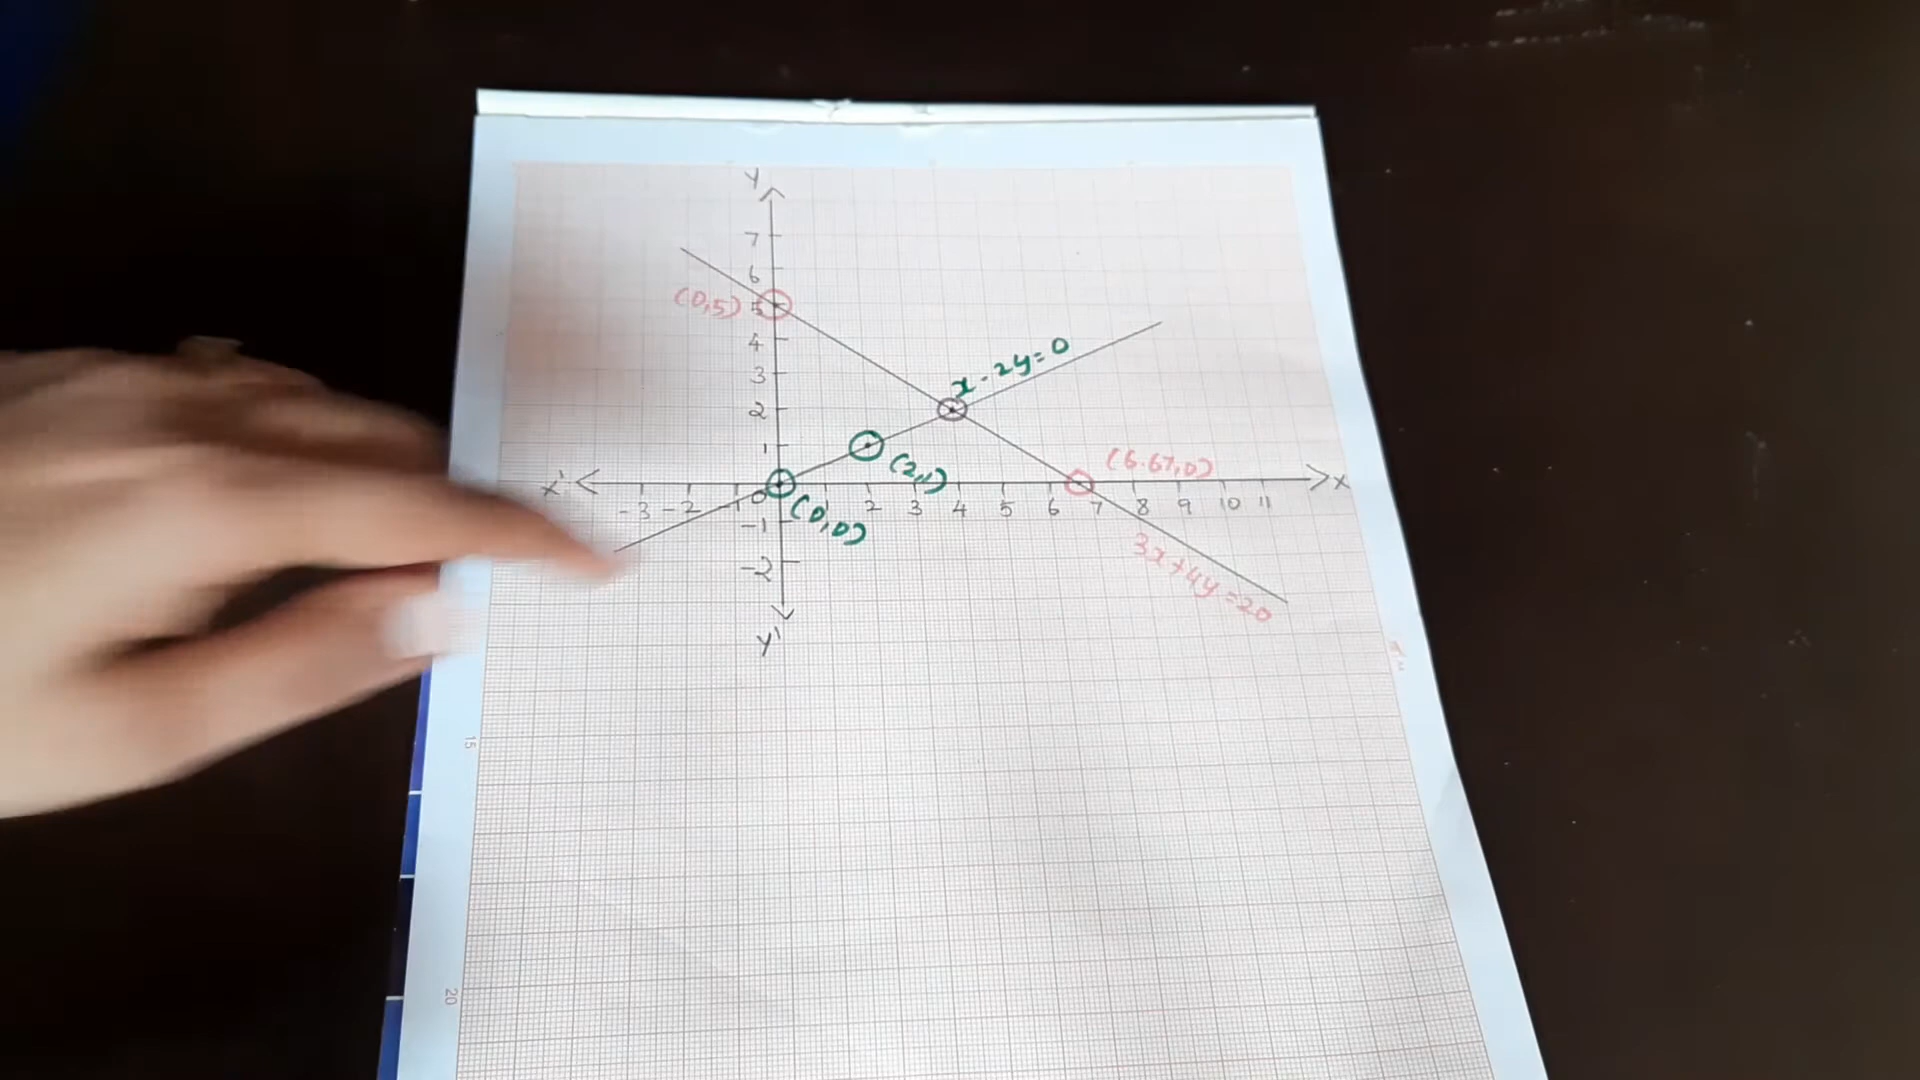 Y
7
6
(0,5) 5
4
x - 2y = 0
3
2
1
(2,1)
(6.67,0)
X' X
-3 -2 -1 0 2 3 4 5 6 7 8 9 10 11
(0,0)
-1
3x+4y=20
-2
Y'
15
20